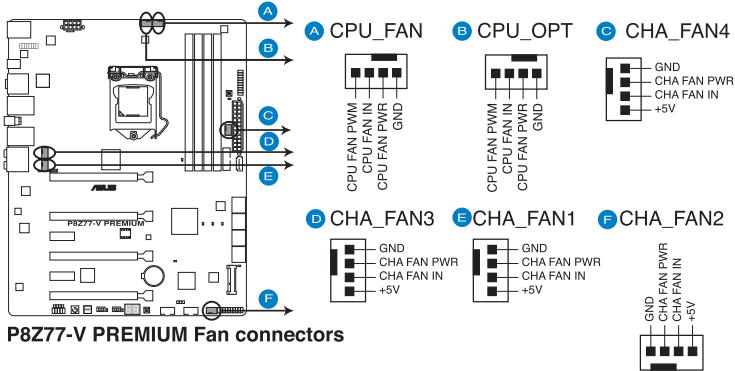 A CPU_FAN
CPU FAN PWM
CPU FAN IN
CPU FAN PWR
GND
B CPU_OPT
CPU FAN PWM
CPU FAN IN
CPU FAN PWR
GND
C CHA_FAN4
GND
CHA FAN PWR
CHA FAN IN
+5V
A
B
C
D
E
F
ASUS
P8Z77-V PREMIUM
D CHA_FAN3
GND
CHA FAN PWR
CHA FAN IN
+5V
E CHA_FAN1
GND
CHA FAN PWR
CHA FAN IN
+5V
F CHA_FAN2
GND
CHA FAN PWR
CHA FAN IN
+5V
P8Z77-V PREMIUM Fan connectors